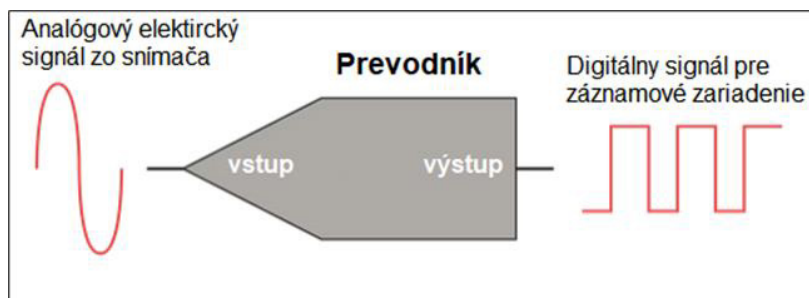 Analógový elektircký
signál zo snímača
Prevodník
Digitálny signál pre
záznamové zariadenie
vstup
výstup